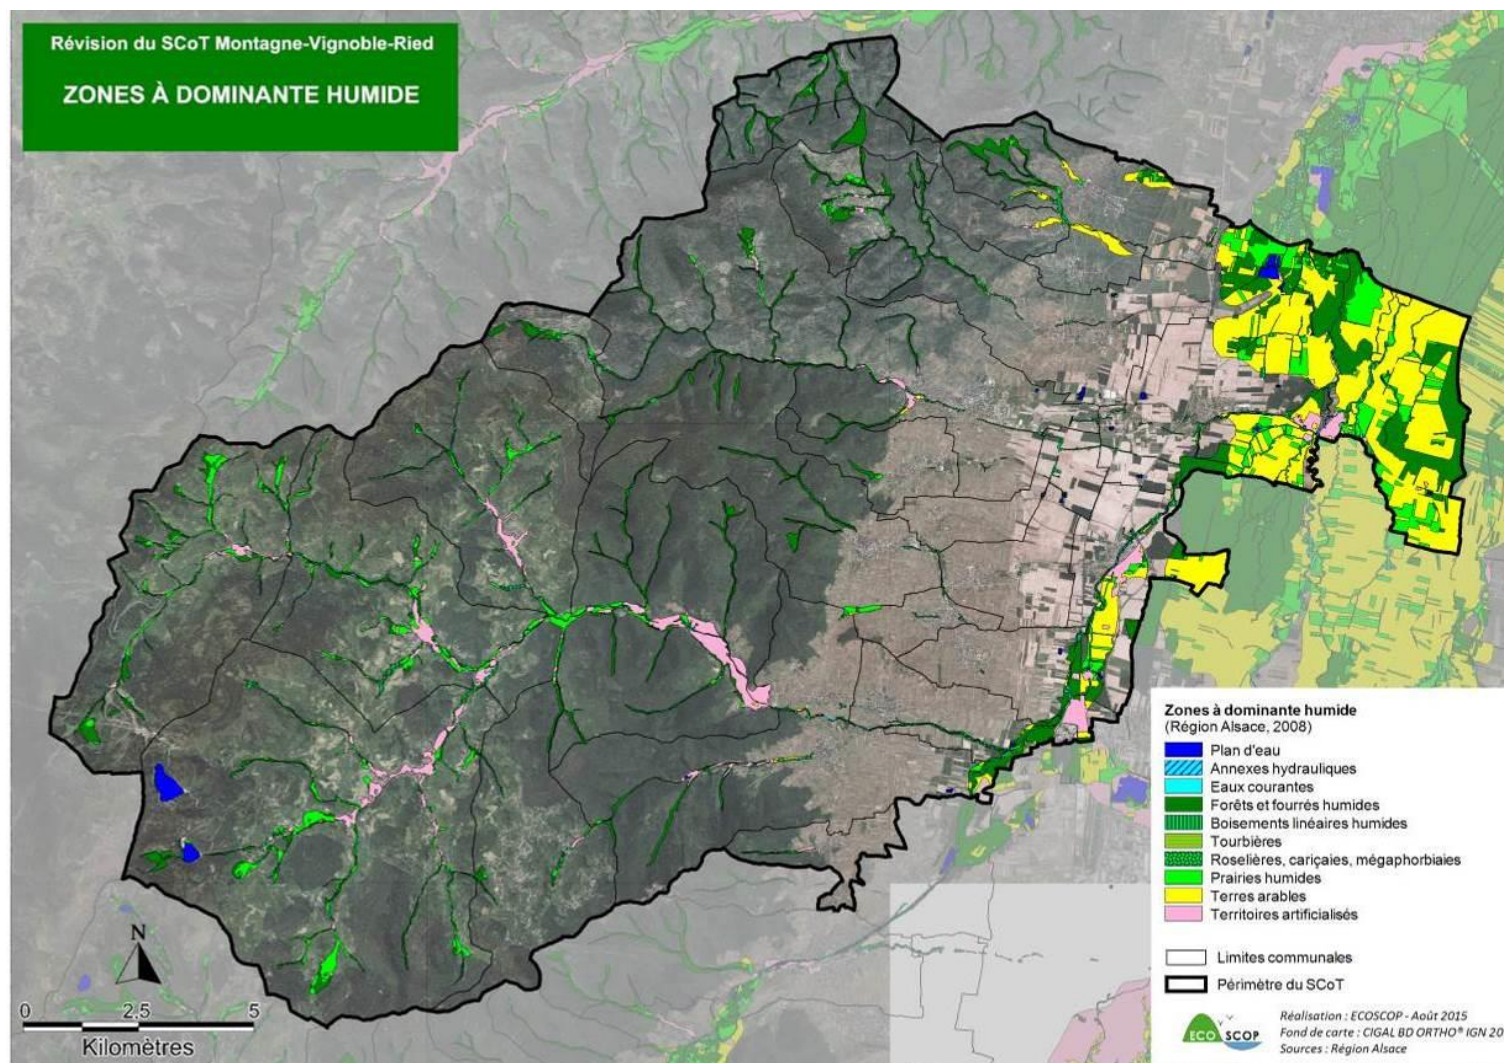 Révision du SCoT Montagne-Vignoble-Ried
ZONES À DOMINANTE HUMIDE
Zones à dominante humide
(Région Alsace, 2008)
Plan d'eau
Annexes hydrauliques
Eaux courantes
Forêts et fourrés humides
Boisements linéaires humides
Tourbières
Roselières, cariçaies, mégaphorbiaies
Prairies humides
Terres arables
Territoires artificialisés
Limites communales
Périmètre du SCoT
N
0 2,5 5
Kilomètres
ECO SCOP
Réalisation : ECOSCOP - Août 2015
Fond de carte : CIGAL BD ORTHO® IGN 20
Sources : Région Alsace